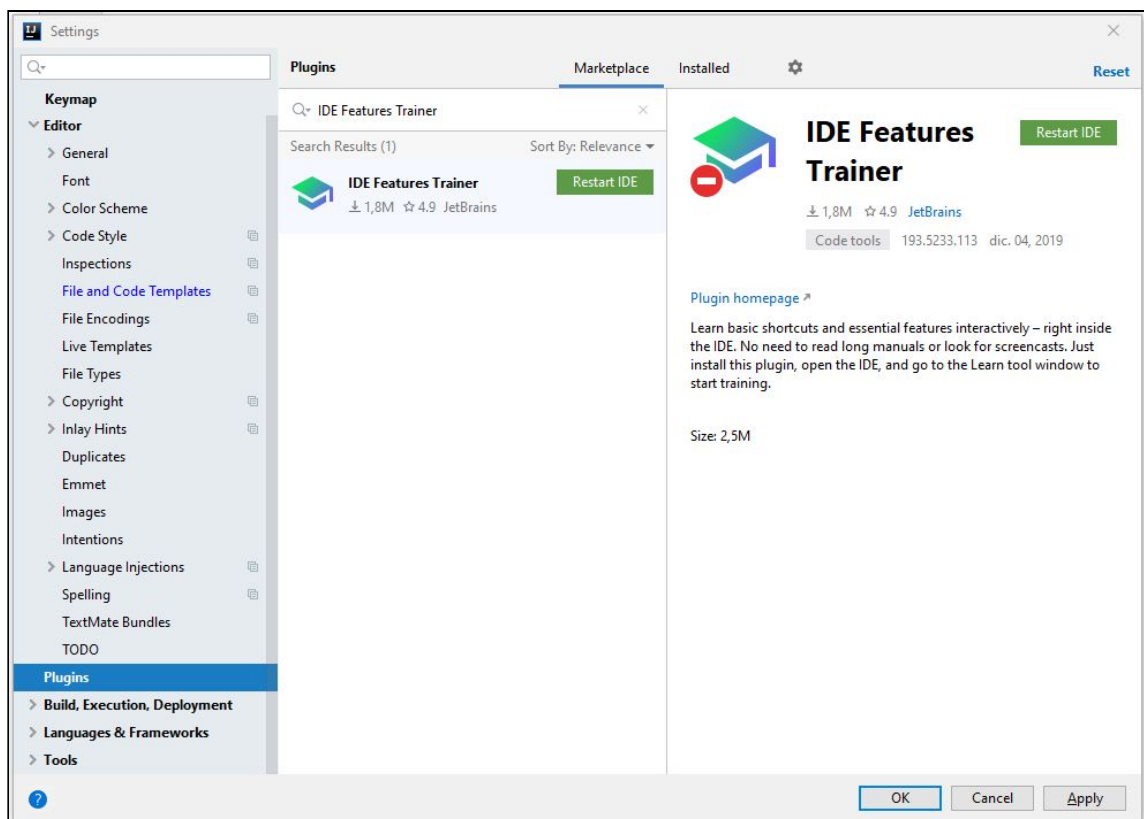 Settings
Plugins
Marketplace
Installed
Reset
Keymap
Editor
General
Font
Color Scheme
Code Style
Inspections
File and Code Templates
File Encodings
Live Templates
File Types
Copyright
Inlay Hints
Duplicates
Emmet
Images
Intentions
Language Injections
Spelling
TextMate Bundles
TODO
Plugins
Build, Execution, Deployment
Languages & Frameworks
Tools
IDE Features Trainer
Search Results (1)
Sort By: Relevance
IDE Features Trainer
Restart IDE
1,8M 4.9 JetBrains
IDE Features
Trainer
Restart IDE
1,8M 4.9 JetBrains
Code tools 193.5233.113 dic. 04, 2019
Plugin homepage
Learn basic shortcuts and essential features interactively – right inside
the IDE. No need to read long manuals or look for screencasts. Just
install this plugin, open the IDE, and go to the Learn tool window to
start training.
Size: 2,5M
?
OK
Cancel
Apply